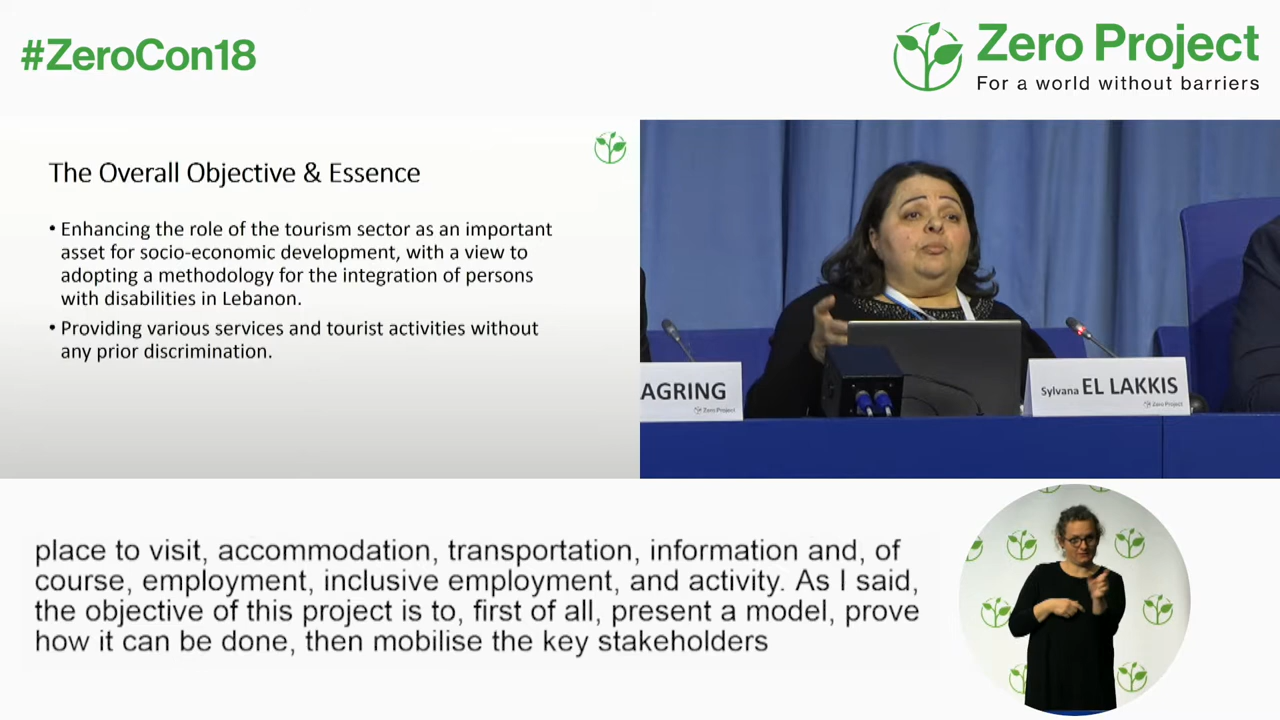 #ZeroCon18
Zero Project
For a world without barriers
The Overall Objective & Essence
• Enhancing the role of the tourism sector as an important
asset for socio-economic development, with a view to
adopting a methodology for the integration of persons
with disabilities in Lebanon.
• Providing various services and tourist activities without
any prior discrimination.
AGRING
Zero Project
Sylvana EL LAKKIS
Zero Project
place to visit, accommodation, transportation, information and, of
course, employment, inclusive employment, and activity. As I said,
the objective of this project is to, first of all, present a model, prove
how it can be done, then mobilise the key stakeholders